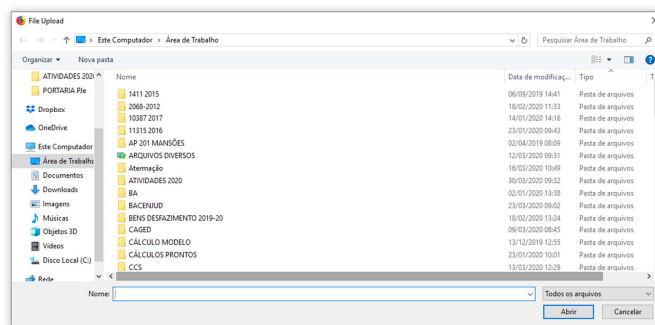 File Upload
Este Computador > Área de Trabalho
Pesquisar Área de Trabalho
Organizar
Nova pasta
ATIVIDADES 202
PORTARIA PJe
Dropbox
OneDrive
Este Computador
Área de Trabalho
Documentos
Downloads
Imagens
Músicas
Objetos 3D
Vídeos
Disco Local (C:)
Rede
Nome Data de modificaç... Tipo T
1411 2015 06/09/2019 14:41 Pasta de arquivos
2068-2012 18/02/2020 11:33 Pasta de arquivos
10387 2017 14/01/2020 14:16 Pasta de arquivos
11315 2016 23/01/2020 09:43 Pasta de arquivos
AP 201 MANSÕES 02/04/2019 08:09 Pasta de arquivos
ARQUIVOS DIVERSOS 12/03/2020 09:31 Pasta de arquivos
Atermação 16/03/2020 10:49 Pasta de arquivos
ATIVIDADES 2020 30/03/2020 09:32 Pasta de arquivos
BA 02/01/2020 13:38 Pasta de arquivos
BACENJUD 23/03/2020 09:02 Pasta de arquivos
BENS DESFAZIMENTO 2019-20 18/02/2020 13:24 Pasta de arquivos
CAGED 09/03/2020 08:45 Pasta de arquivos
CÁLCULO MODELO 13/12/2019 12:55 Pasta de arquivos
CÁLCULOS PRONTOS 23/01/2020 10:01 Pasta de arquivos
CCS 13/03/2020 12:29 Pasta de arquivos
Nome:
Todos os arquivos
Abrir
Cancelar